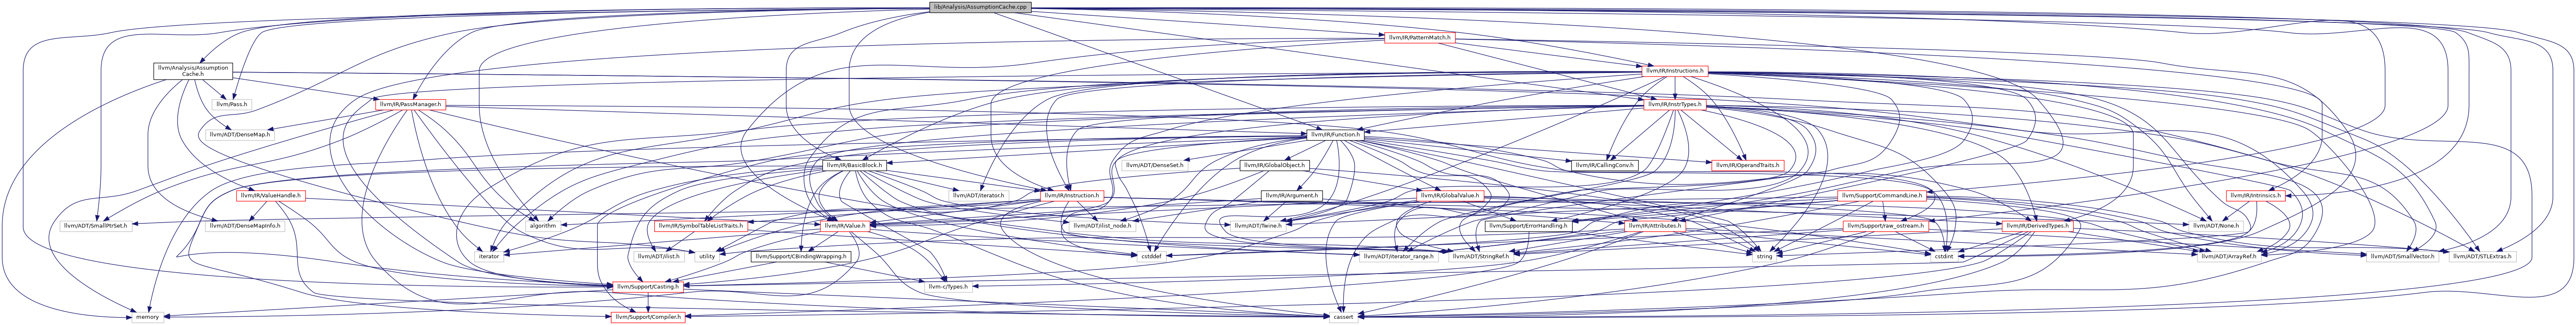 lib/Analysis/AssumptionCache.cpp
llvm/IR/PatternMatch.h
llvm/Analysis/Assumption
Cache.h
llvm/IR/Instructions.h
llvm/Pass.h
llvm/IR/PassManager.h
llvm/IR/InstrTypes.h
llvm/ADT/DenseMap.h
llvm/IR/Function.h
llvm/IR/BasicBlock.h
llvm/ADT/DenseSet.h
llvm/IR/GlobalObject.h
llvm/IR/CallingConv.h
llvm/IR/OperandTraits.h
llvm/IR/ValueHandle.h
llvm/ADT/iterator.h
llvm/IR/Instruction.h
llvm/IR/Argument.h
llvm/IR/GlobalValue.h
llvm/Support/CommandLine.h
llvm/IR/Intrinsics.h
llvm/ADT/SmallPtrSet.h
llvm/ADT/DenseMapInfo.h
algorithm
llvm/IR/SymbolTableListTraits.h
llvm/IR/Value.h
llvm/ADT/ilist_node.h
llvm/ADT/Twine.h
llvm/Support/ErrorHandling.h
llvm/IR/Attributes.h
llvm/Support/raw_ostream.h
llvm/IR/DerivedTypes.h
llvm/ADT/None.h
iterator
llvm/ADT/ilist.h
utility
llvm/Support/CBindingWrapping.h
cstddef
llvm/ADT/iterator_range.h
llvm/ADT/StringRef.h
string
cstdint
llvm/ADT/ArrayRef.h
llvm/ADT/SmallVector.h
llvm/ADT/STLExtras.h
llvm/Support/Casting.h
llvm-c/Types.h
memory
llvm/Support/Compiler.h
cassert